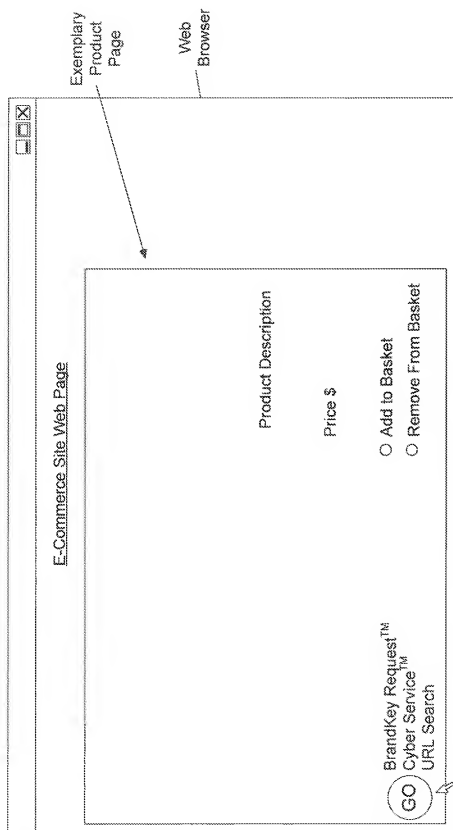 Exemplary
Product
Page
Web
Browser
E-Commerce Site Web Page
Product Description
Price $
Add to Basket
Remove From Basket
GO
BrandKey Request™
Cyber Service™
URL Search